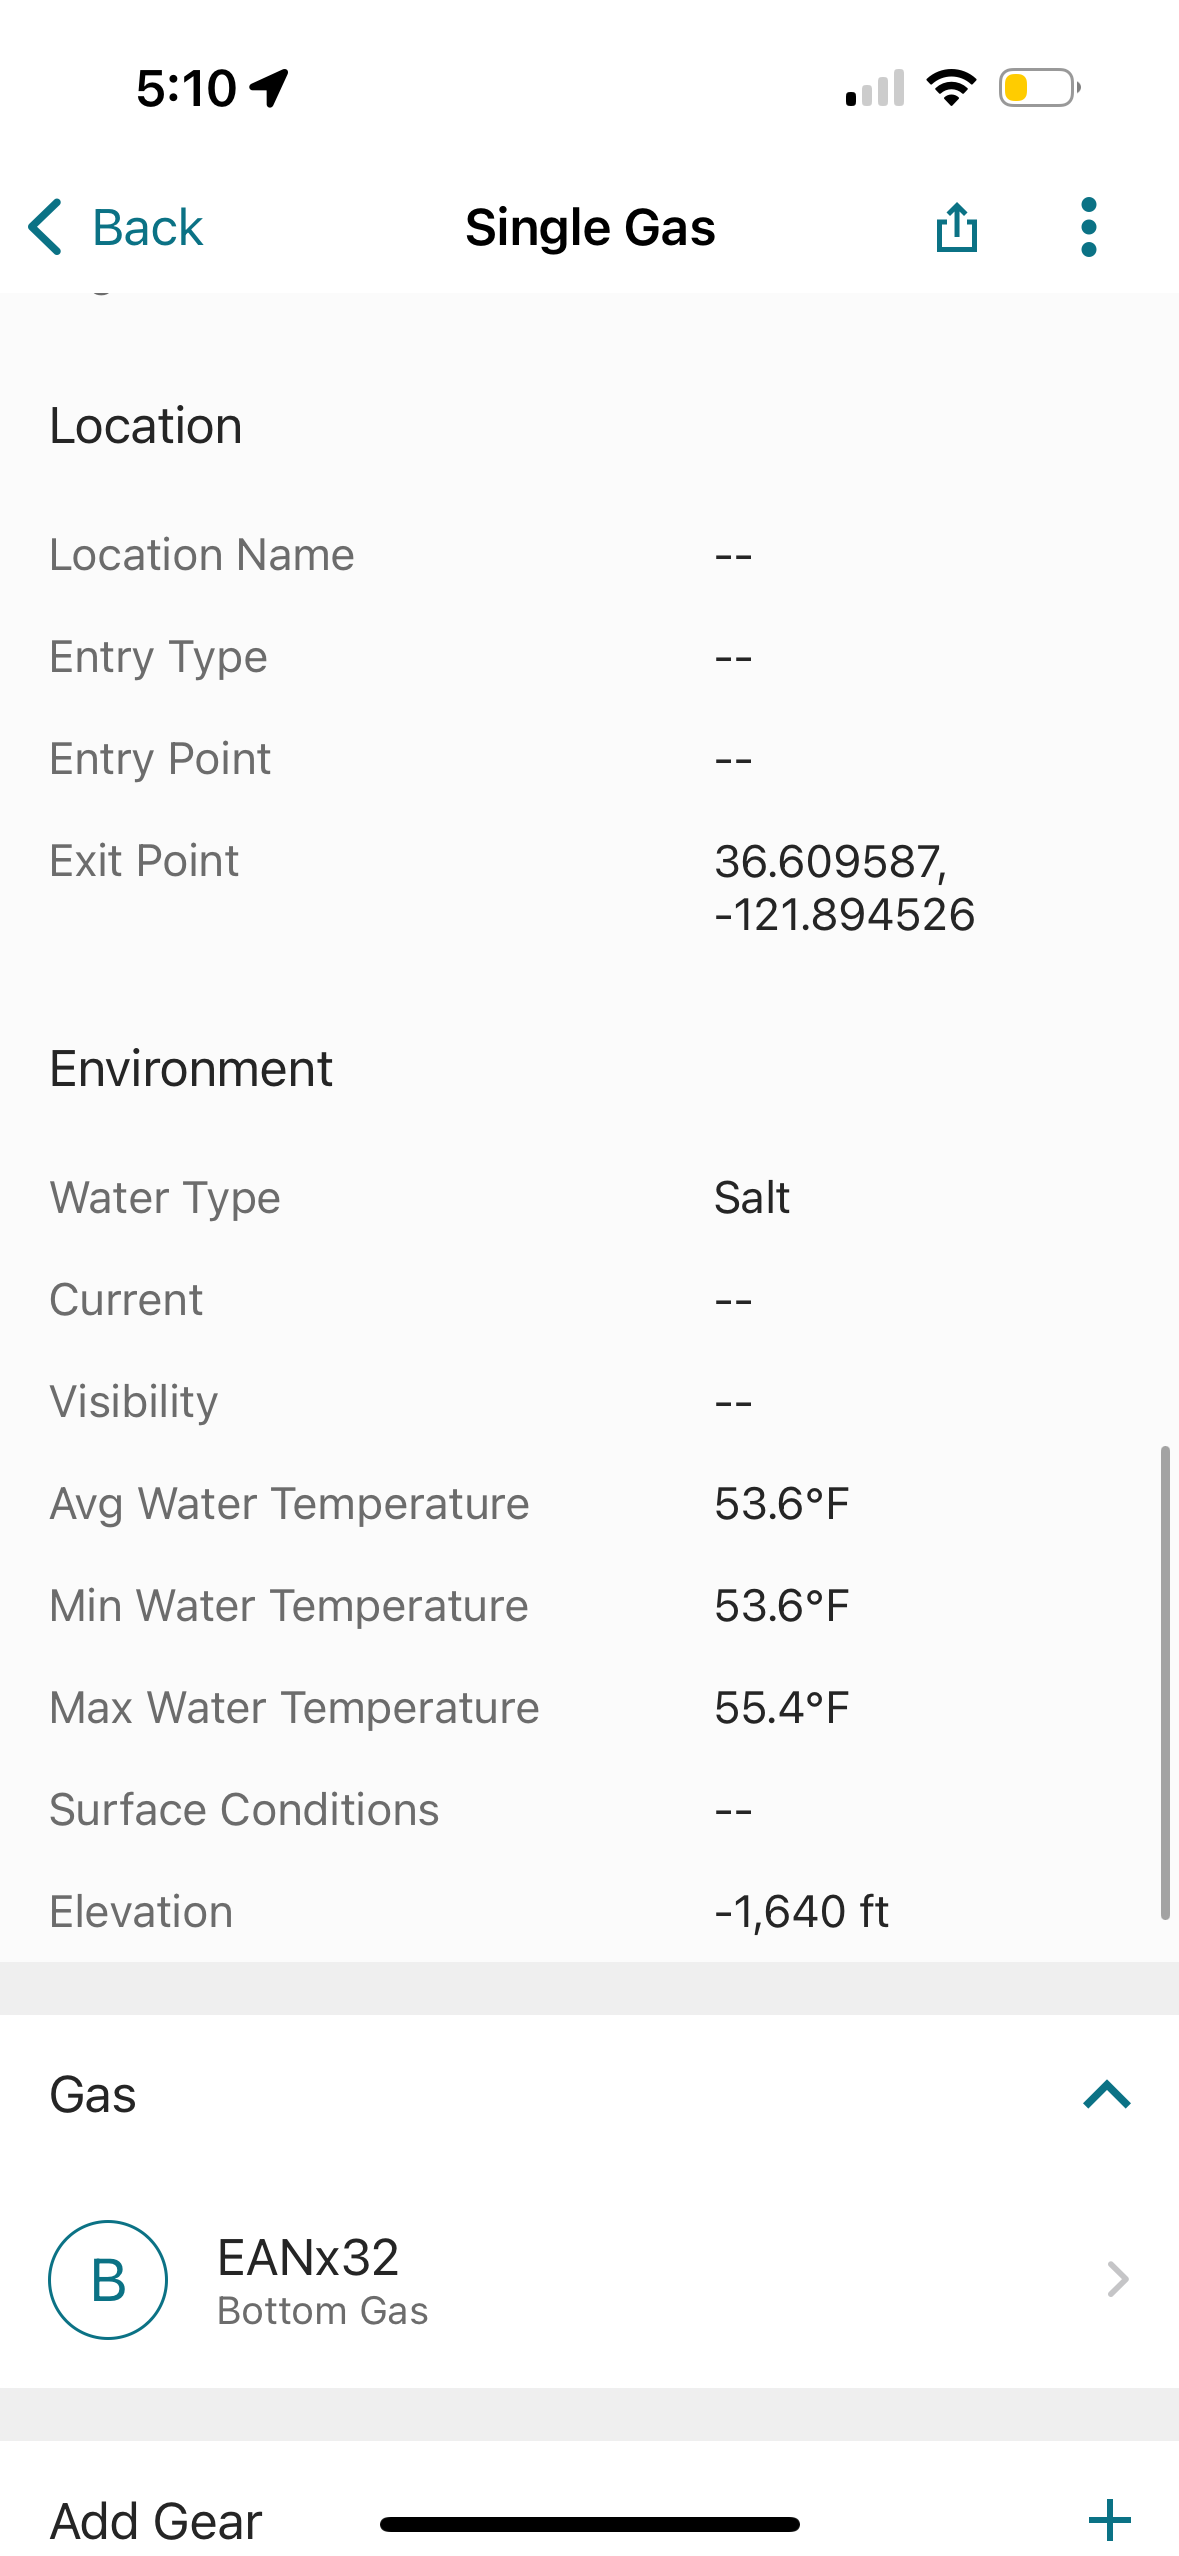 5:10
Back
Single Gas
Location
Location Name --
Entry Type --
Entry Point --
Exit Point 36.609587,
-121.894526
Environment
Water Type Salt
Current --
Visibility --
Avg Water Temperature 53.6°F
Min Water Temperature 53.6°F
Max Water Temperature 55.4°F
Surface Conditions --
Elevation -1,640 ft
Gas
B
EANx32
Bottom Gas
Add Gear